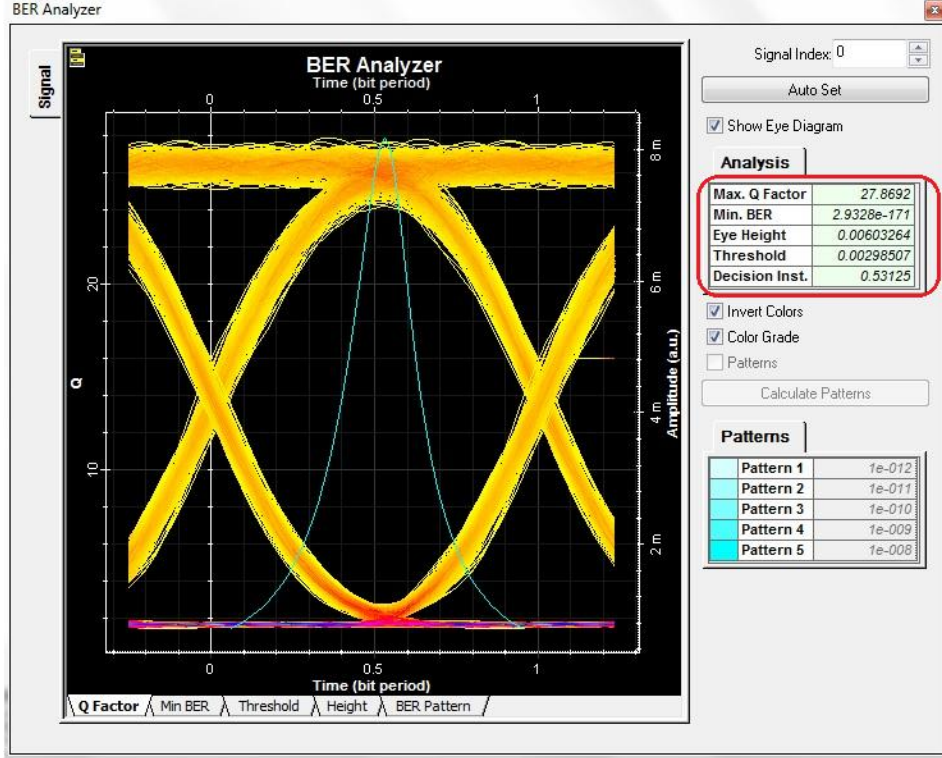 BER Analyzer
Signal
BER Analyzer
Time (bit period)
0 0.5 1
Q
10
20
Amplitude (a.u.)
8 m
6 m
4 m
2 m
0 0.5 1
Time (bit period)
Q Factor Min BER Threshold Height BER Pattern
Signal Index: 0
Auto Set
Show Eye Diagram
Analysis
Max. Q Factor 27.8692
Min. BER 2.9328e-171
Eye Height 0.00603264
Threshold 0.00298507
Decision Inst. 0.53125
Invert Colors
Color Grade
Patterns
Calculate Patterns
Patterns
Pattern 1 1e-012
Pattern 2 1e-011
Pattern 3 1e-010
Pattern 4 1e-009
Pattern 5 1e-008